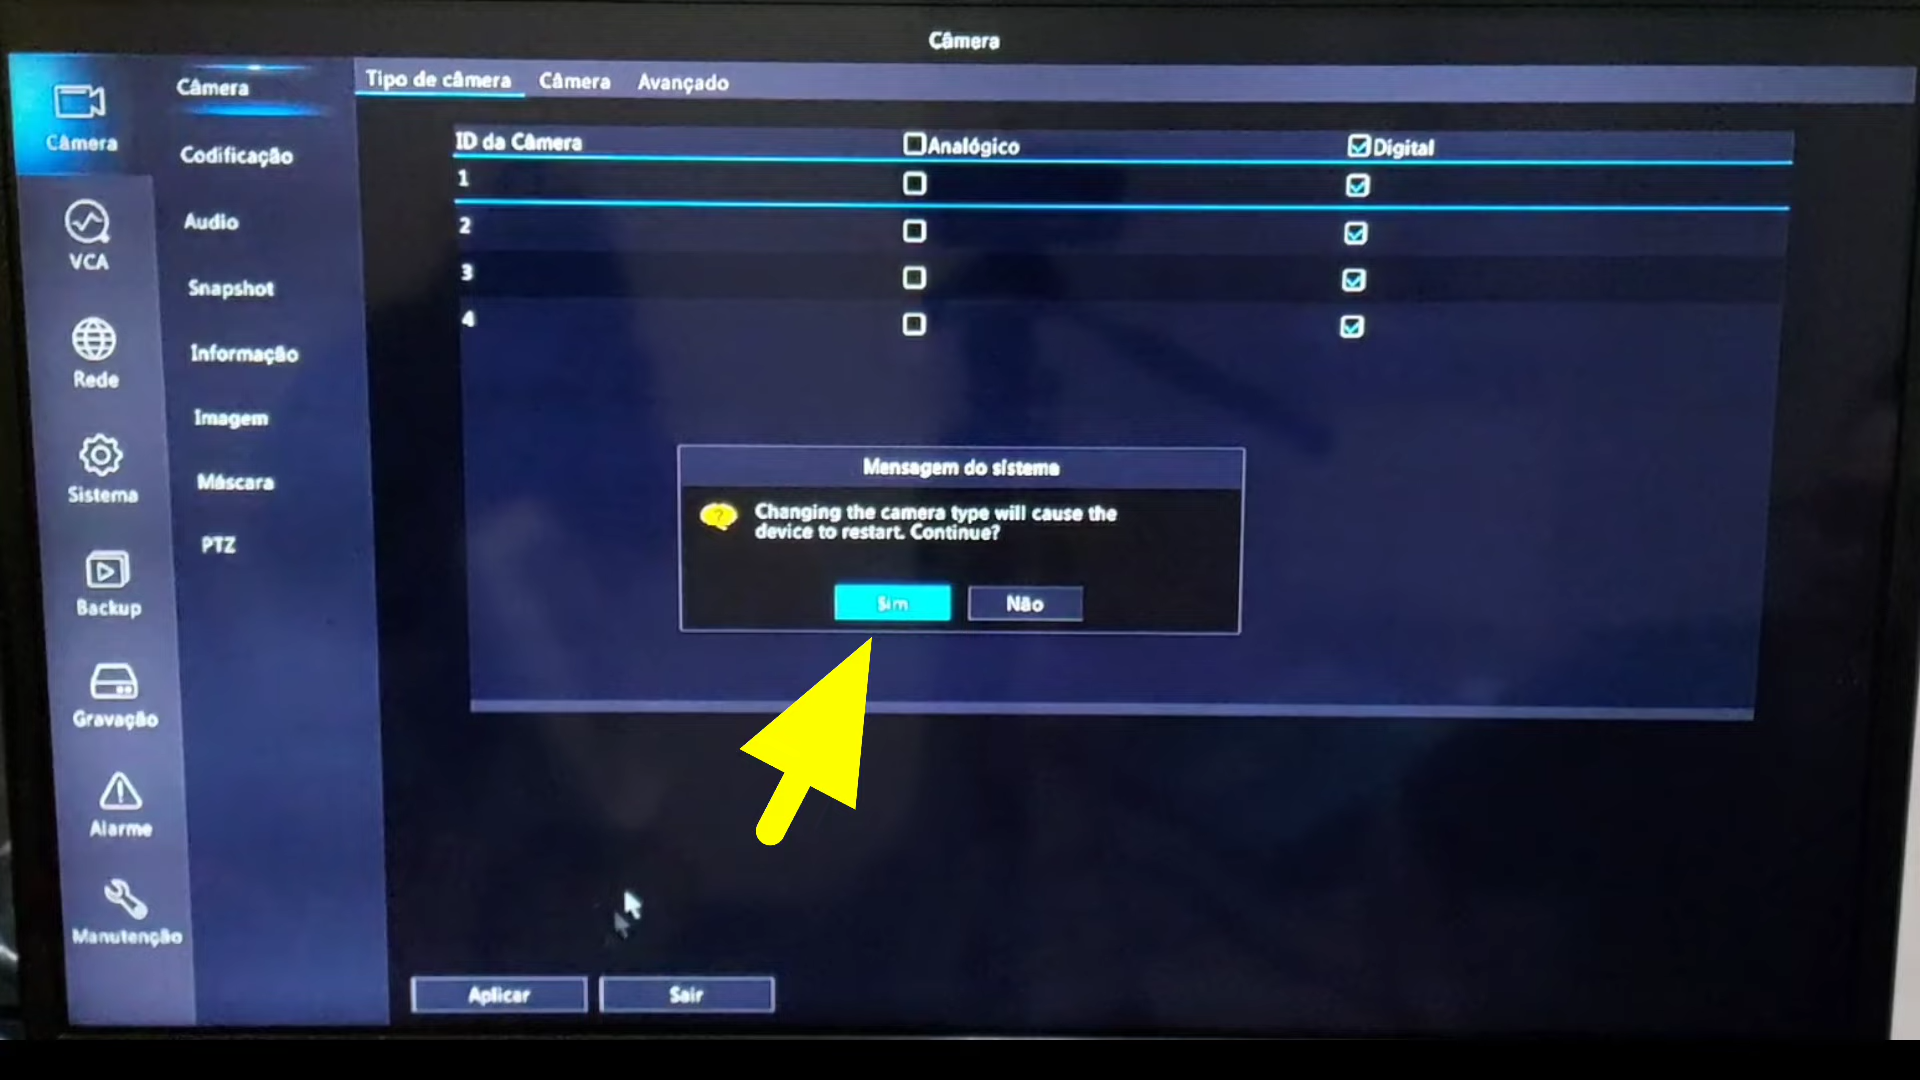 Câmera
Câmera
VCA
Rede
Sistema
Backup
Gravação
Alarme
Manutenção
Câmera
Codificação
Audio
Snapshot
Informação
Imagem
Máscara
PTZ
Tipo de câmera Câmera Avançado
ID da Câmera Analógico Digital
1
2
3
4
Mensagem do sistema
Changing the camera type will cause the
device to restart. Continue?
Sim Não
Aplicar Sair